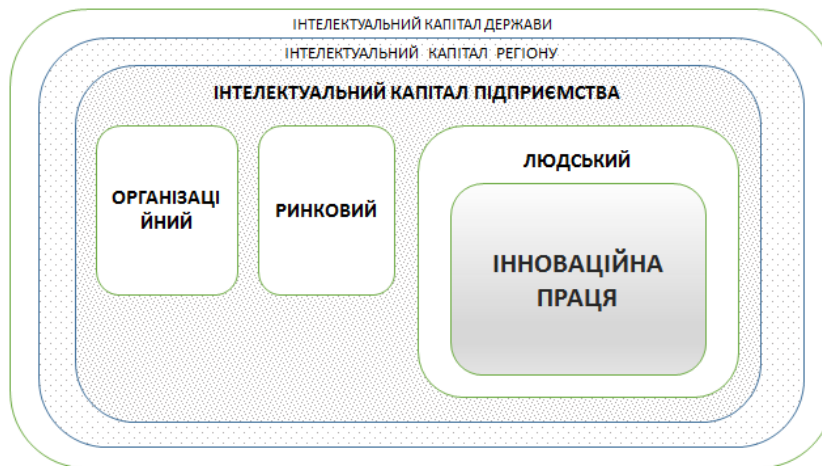 ІНТЕЛЕКТУАЛЬНИЙ КАПІТАЛ ДЕРЖАВИ
ІНТЕЛЕКТУАЛЬНИЙ КАПІТАЛ РЕГІОНУ
ІНТЕЛЕКТУАЛЬНИЙ КАПІТАЛ ПІДПРИЄМСТВА
ОРГАНІЗАЦІ
ЙНИЙ
РИНКОВИЙ
ЛЮДСЬКИЙ
ІННОВАЦІЙНА
ПРАЦЯ